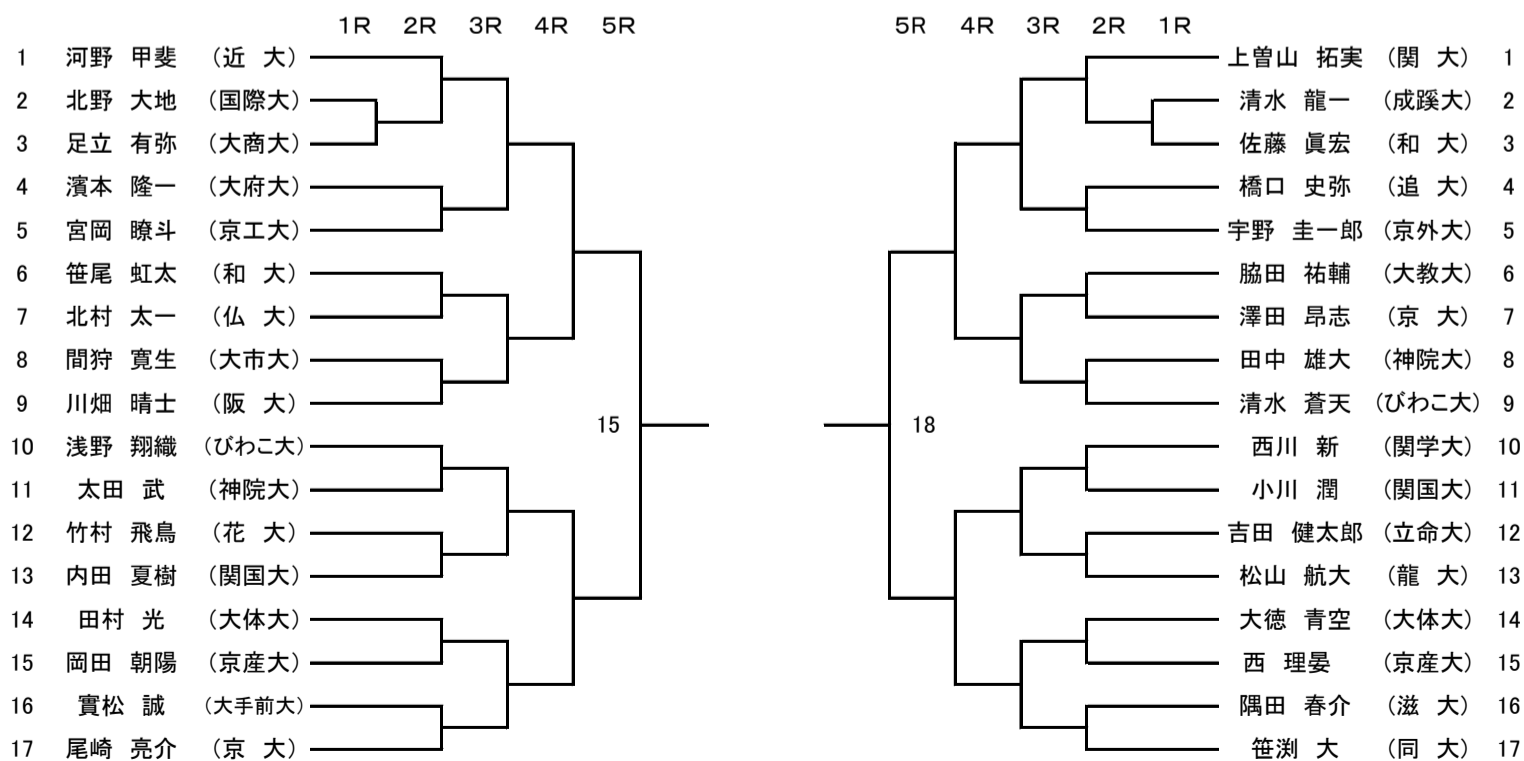 1R 2R 3R 4R 5R 5R 4R 3R 2R 1R
1 河野 甲斐 (近 大) 上曽山 拓実 (関 大) 1
2 北野 大地 (国際大) 清水 龍一 (成蹊大) 2
3 足立 有弥 (大商大) 佐藤 眞宏 (和 大) 3
4 濱本 隆一 (大府大) 橋口 史弥 (追 大) 4
5 宮岡 瞭斗 (京工大) 宇野 圭一郎 (京外大) 5
6 笹尾 虹太 (和 大) 脇田 祐輔 (大教大) 6
7 北村 太一 (仏 大) 澤田 昂志 (京 大) 7
8 間狩 寛生 (大市大) 田中 雄大 (神院大) 8
9 川畑 晴士 (阪 大) 清水 蒼天 (びわこ大) 9
15 18
10 浅野 翔織 (びわこ大) 西川 新 (関学大) 10
11 太田 武 (神院大) 小川 潤 (関国大) 11
12 竹村 飛鳥 (花 大) 吉田 健太郎 (立命大) 12
13 内田 夏樹 (関国大) 松山 航大 (龍 大) 13
14 田村 光 (大体大) 大徳 青空 (大体大) 14
15 岡田 朝陽 (京産大) 西 理晏 (京産大) 15
16 實松 誠 (大手前大) 隅田 春介 (滋 大) 16
17 尾崎 亮介 (京 大) 笹渕 大 (同 大) 17